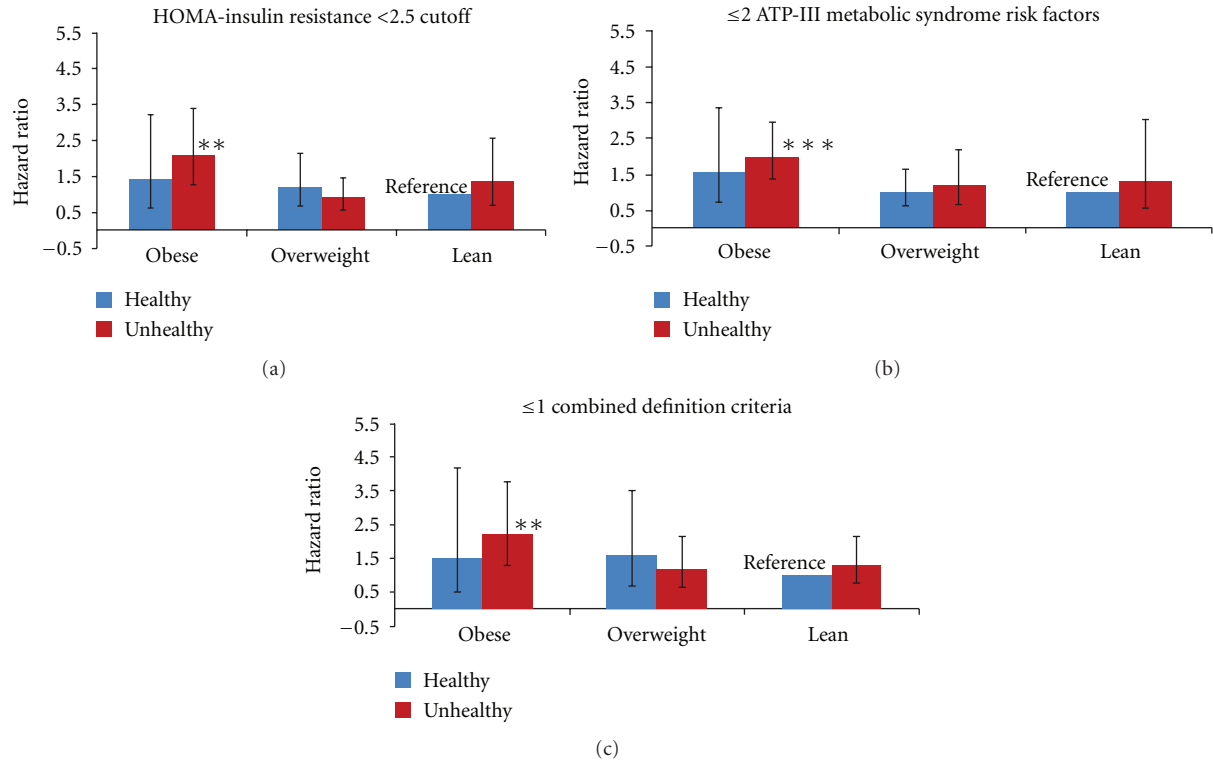 HOMA-insulin resistance <2.5 cutoff
Hazard ratio
5.5
4.5
3.5
2.5
1.5
0.5
−0.5
**
Reference
Obese
Overweight
Lean
Healthy
Unhealthy
(a)
≤2 ATP-III metabolic syndrome risk factors
Hazard ratio
5.5
4.5
3.5
2.5
1.5
0.5
−0.5
***
Reference
Obese
Overweight
Lean
Healthy
Unhealthy
(b)
≤1 combined definition criteria
Hazard ratio
5.5
4.5
3.5
2.5
1.5
0.5
−0.5
**
Reference
Obese
Overweight
Lean
Healthy
Unhealthy
(c)